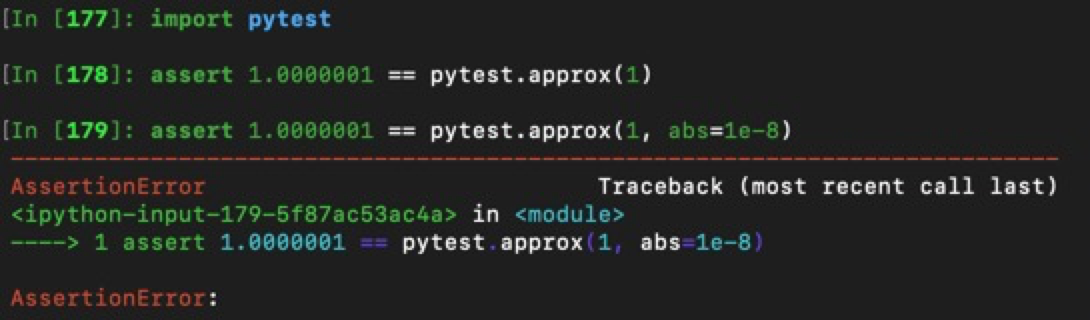 [In [177]: import pytest
[In [178]: assert 1.0000001 == pytest.approx(1)
[In [179]: assert 1.0000001 == pytest.approx(1, abs=1e-8)
---------------------------------------------------------------------------
AssertionError                            Traceback (most recent call last)
<ipython-input-179-5f87ac53ac4a> in <module>
----> 1 assert 1.0000001 == pytest.approx(1, abs=1e-8)
AssertionError: